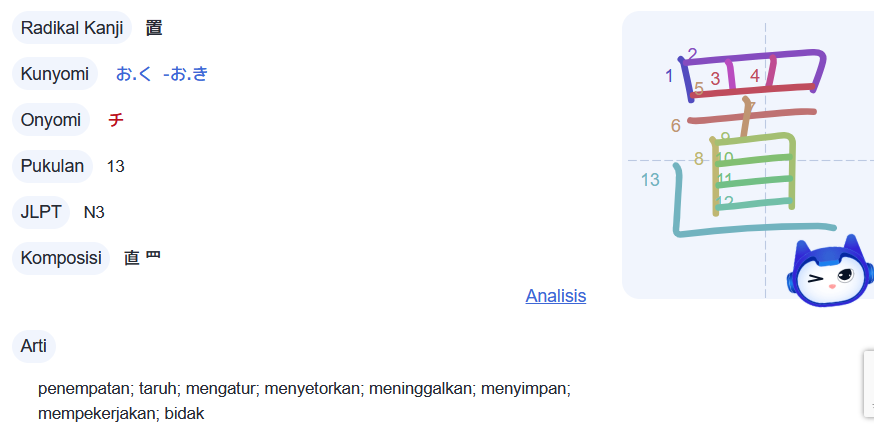 Radikal Kanji 置
Kunyomi お.く -お.き
Onyomi チ
Pukulan 13
JLPT N3
Komposisi 直 罒
Analisis
Arti
penempatan; taruh; mengatur; menyetorkan; meninggalkan; menyimpan;
mempekerjakan; bidak
1 2 3 4 5 6 7 8 9 10 11 12 13